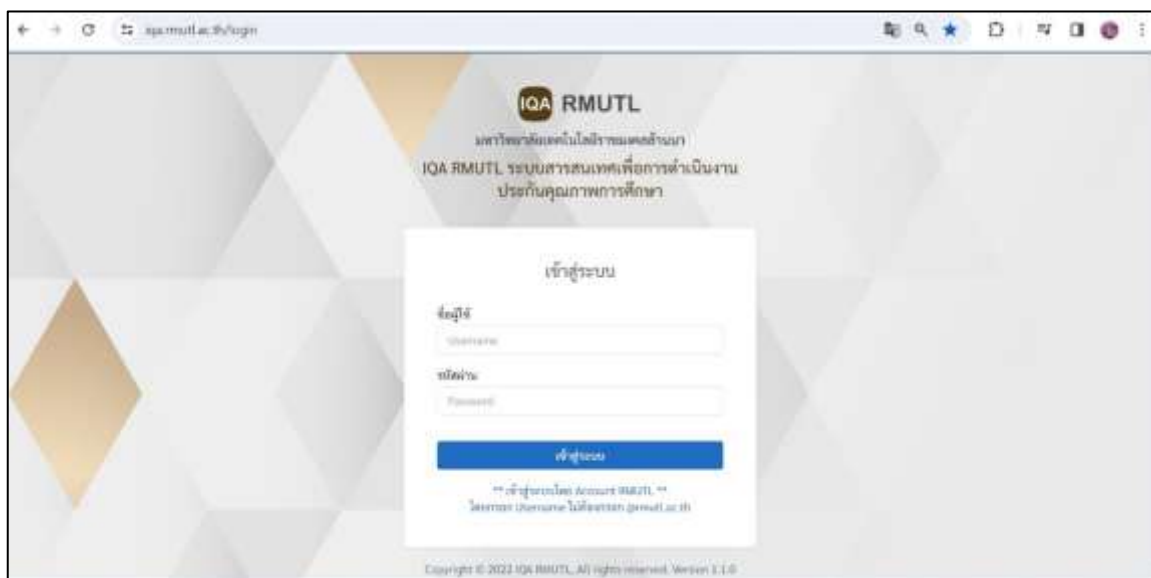 iqa.rmutl.ac.th/login
IQA RMUTL
มหาวิทยาลัยเทคโนโลยีราชมงคลล้านนา
IQA RMUTL ระบบสารสนเทศเพื่อการดำเนินงาน
ประกันคุณภาพการศึกษา
เข้าสู่ระบบ
ชื่อผู้ใช้
Username
รหัสผ่าน
Password
เข้าสู่ระบบ
** เข้าสู่ระบบโดย Account RMUTL **
โดยกรอก Username ไม่ต้องกรอก @rmutl.ac.th
Copyright © 2022 IQA RMUTL, All rights reserved. Version 1.1.0